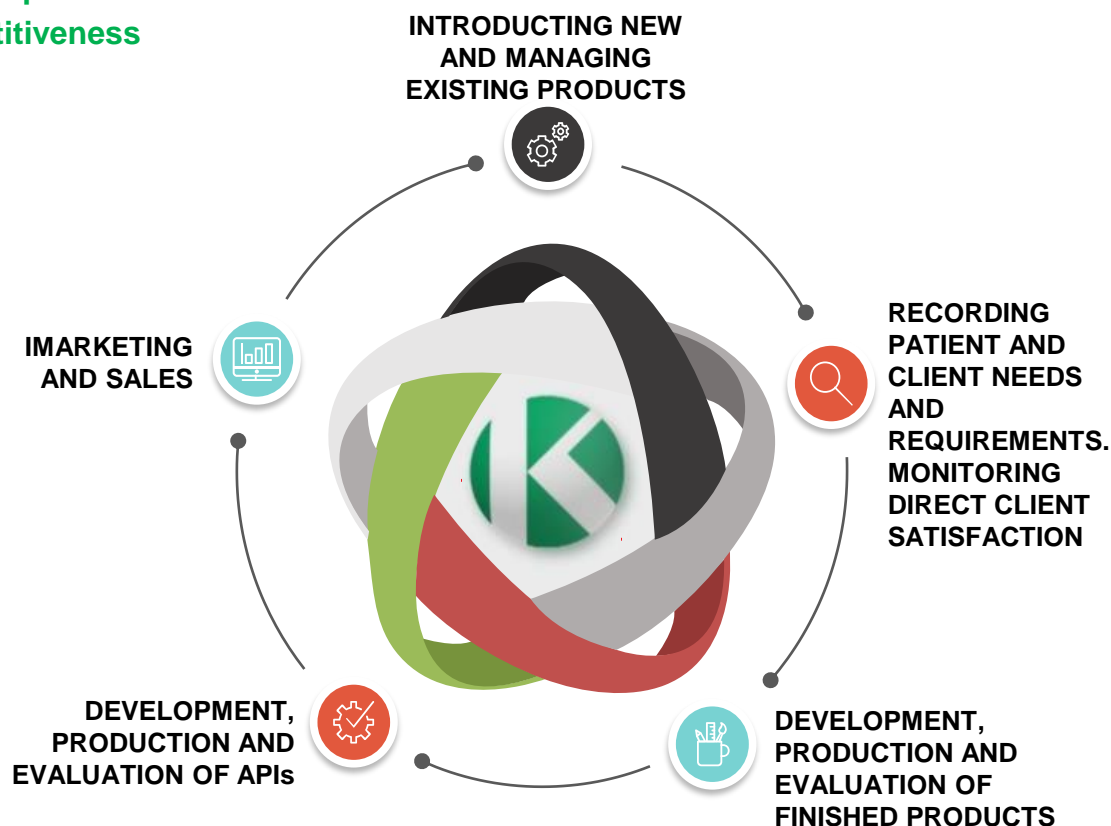 titiveness
INTRODUCTING NEW
AND MANAGING
EXISTING PRODUCTS
RECORDING
PATIENT AND
CLIENT NEEDS
AND
REQUIREMENTS.
MONITORING
DIRECT CLIENT
SATISFACTION
IMARKETING
AND SALES
K
DEVELOPMENT,
PRODUCTION AND
EVALUATION OF APIs
DEVELOPMENT,
PRODUCTION AND
EVALUATION OF
FINISHED PRODUCTS